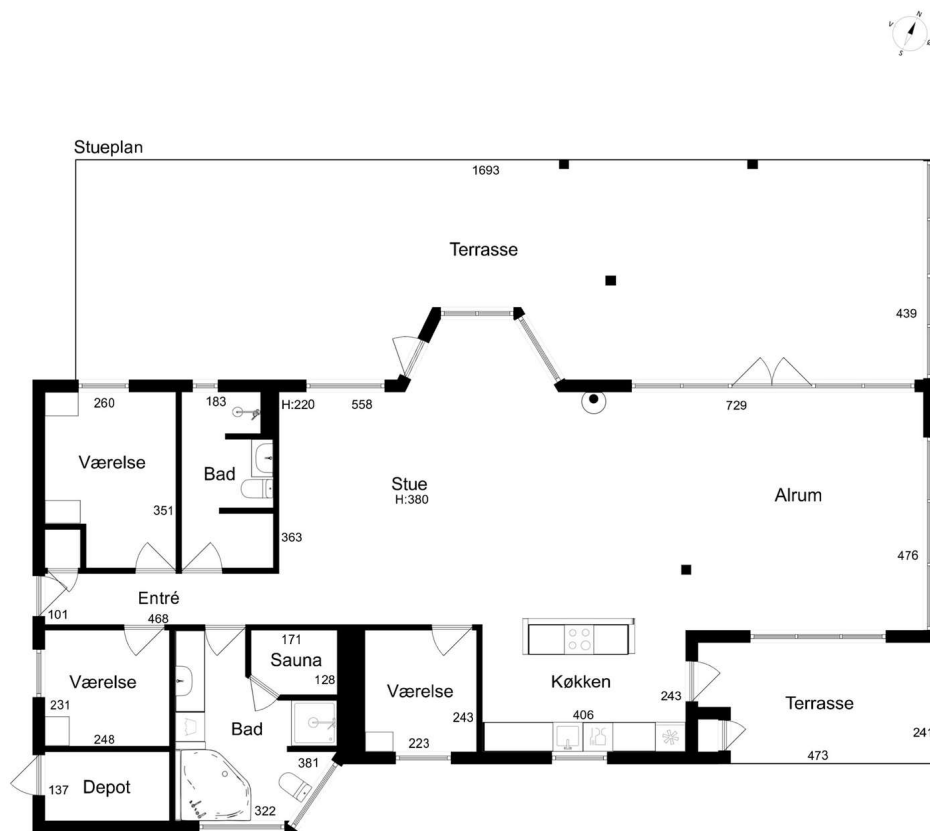 N
V
Ø
S
Stueplan
1693
Terrasse
439
260
183
H:220
558
729
Værelse
Bad
Stue
H:380
Alrum
351
363
476
Entré
101
468
171
Sauna
128
Værelse
Værelse
Køkken
243
Terrasse
231
Bad
243
406
248
223
241
381
473
137
Depot
322